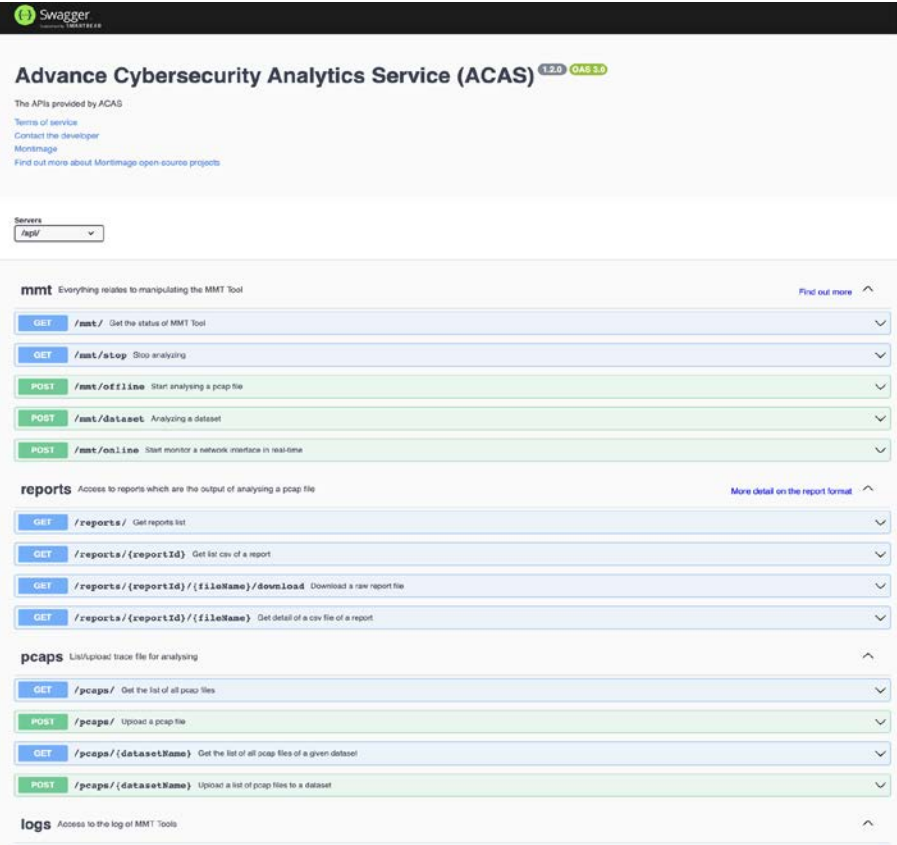 Swagger
Supported by SMARTBEAR
Advance Cybersecurity Analytics Service (ACAS) 1.2.0 OAS 3.0
The APIs provided by ACAS
Terms of service
Contact the developer
Montimage
Find out more about Montimage open-source projects
Servers
/api/
mmt Everything relates to manipulating the MMT Tool Find out more
GET /mmt/ Get the status of MMT Tool
GET /mmt/stop Stop analyzing
POST /mmt/offline Start analysing a pcap file
POST /mmt/dataset Analyzing a dataset
POST /mmt/online Start monitor a network interface in real-time
reports Access to reports which are the output of analysing a pcap file More detail on the report format
GET /reports/ Get reports list
GET /reports/{reportId} Get list csv of a report
GET /reports/{reportId}/{fileName}/download Download a raw report file
GET /reports/{reportId}/{fileName} Get detail of a csv file of a report
pcaps List/upload trace file for analysing
GET /pcaps/ Get the list of all pcap files
POST /pcaps/ Upload a pcap file
GET /pcaps/{datasetName} Get the list of all pcap files of a given dataset
POST /pcaps/{datasetName} Upload a list of pcap files to a dataset
logs Access to the log of MMT Tools